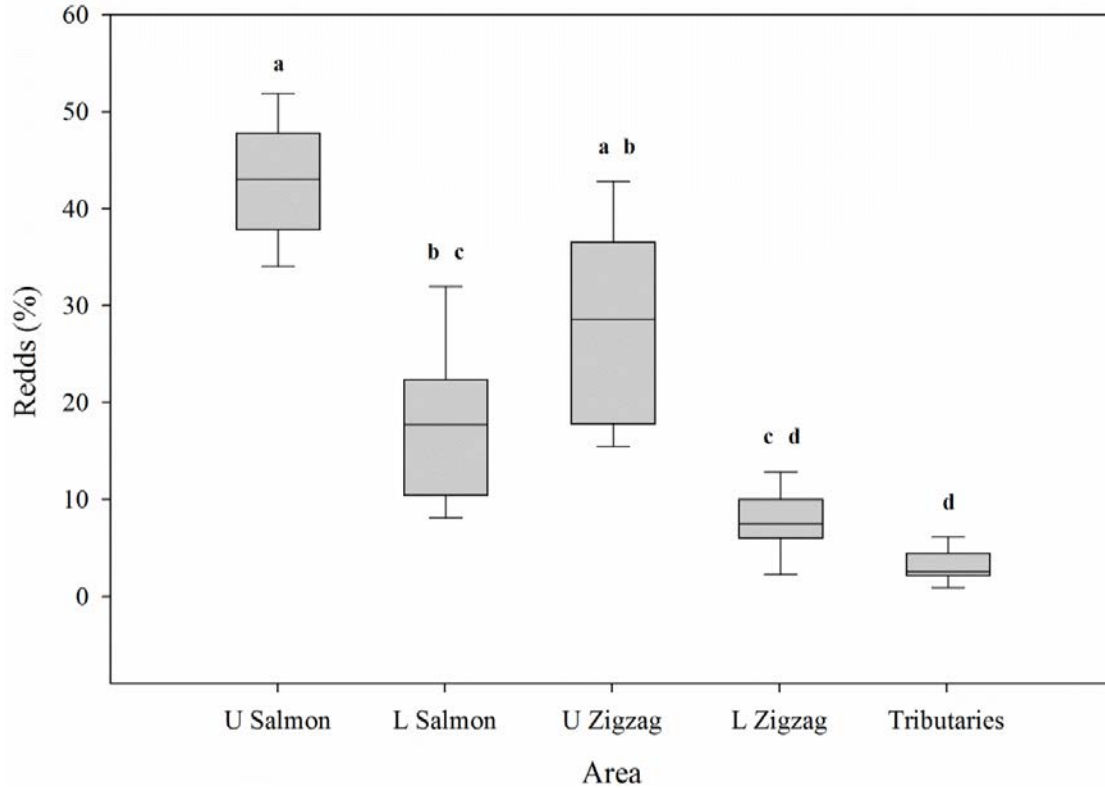 60
50
40
30
20
10
0
Redds (%)
a
b c
a b
c d
d
U Salmon
L Salmon
U Zigzag
L Zigzag
Tributaries
Area